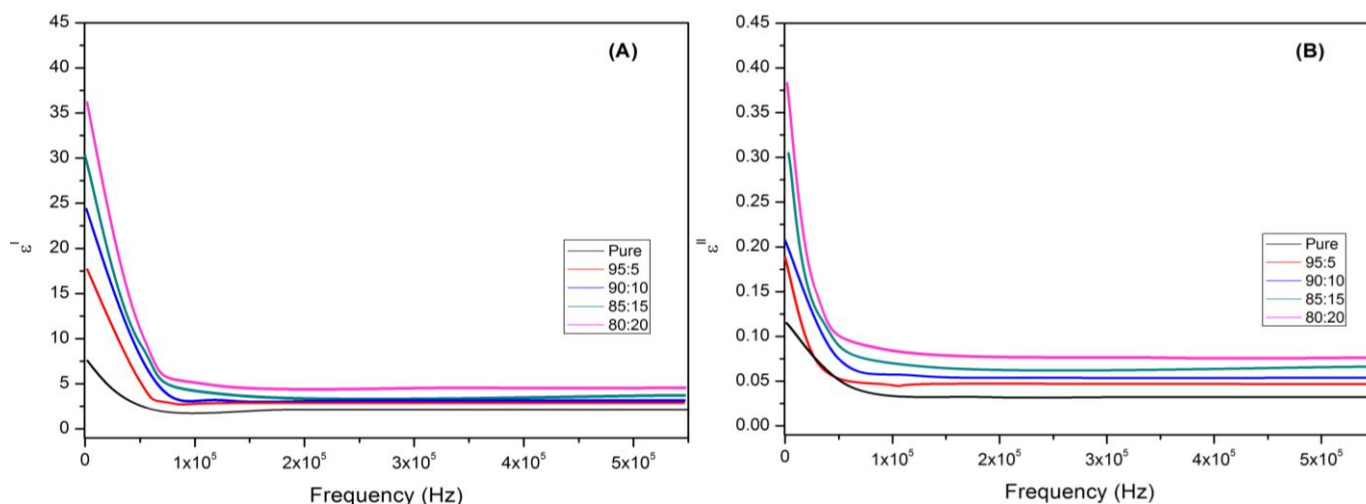 (A)
45
40
35
30
25
20
15
10
5
0
εᴵ
Pure
95:5
90:10
85:15
80:20
0
1x10⁵
2x10⁵
3x10⁵
4x10⁵
5x10⁵
Frequency (Hz)
(B)
0.45
0.40
0.35
0.30
0.25
0.20
0.15
0.10
0.05
0.00
εᴵᴵ
Pure
95:5
90:10
85:15
80:20
0
1x10⁵
2x10⁵
3x10⁵
4x10⁵
5x10⁵
Frequency (Hz)